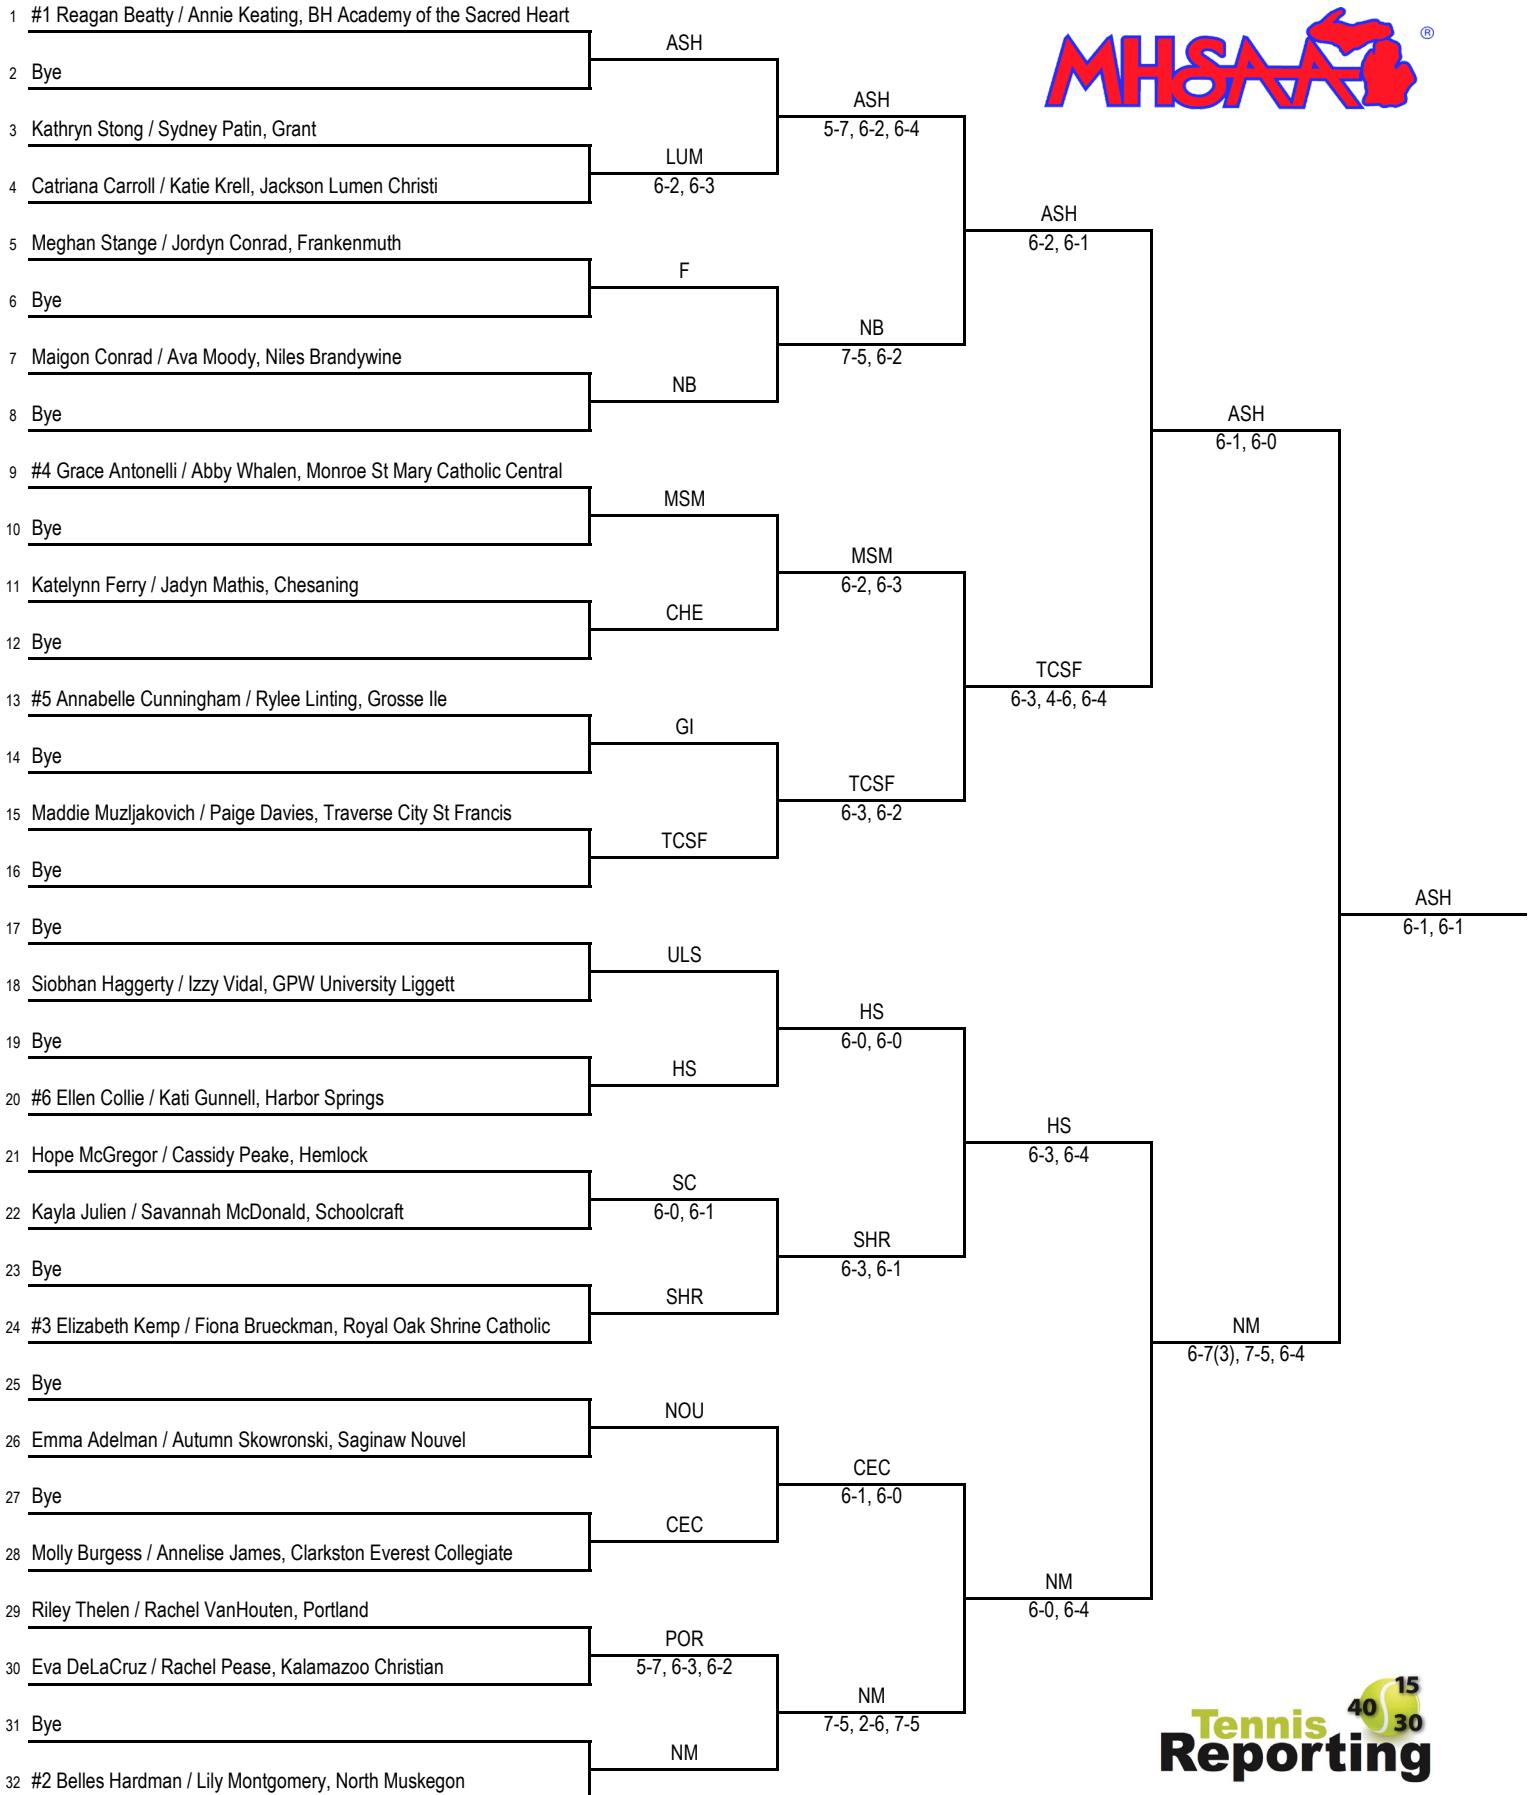 1 #1 Reagan Beatty / Annie Keating, BH Academy of the Sacred Heart
ASH
2 Bye
MHSAA ®
ASH
5-7, 6-2, 6-4
3 Kathryn Stong / Sydney Patin, Grant
LUM
6-2, 6-3
4 Catriana Carroll / Katie Krell, Jackson Lumen Christi
ASH
6-2, 6-1
5 Meghan Stange / Jordyn Conrad, Frankenmuth
F
6 Bye
NB
7-5, 6-2
7 Maigon Conrad / Ava Moody, Niles Brandywine
NB
8 Bye
ASH
6-1, 6-0
9 #4 Grace Antonelli / Abby Whalen, Monroe St Mary Catholic Central
MSM
10 Bye
MSM
6-2, 6-3
11 Katelynn Ferry / Jadyn Mathis, Chesaning
CHE
12 Bye
TCSF
6-3, 4-6, 6-4
13 #5 Annabelle Cunningham / Rylee Linting, Grosse Ile
GI
14 Bye
TCSF
6-3, 6-2
15 Maddie Muzljakovich / Paige Davies, Traverse City St Francis
TCSF
16 Bye
ASH
6-1, 6-1
17 Bye
ULS
18 Siobhan Haggerty / Izzy Vidal, GPW University Liggett
HS
6-0, 6-0
19 Bye
HS
20 #6 Ellen Collie / Kati Gunnell, Harbor Springs
HS
6-3, 6-4
21 Hope McGregor / Cassidy Peake, Hemlock
SC
6-0, 6-1
22 Kayla Julien / Savannah McDonald, Schoolcraft
SHR
6-3, 6-1
23 Bye
SHR
24 #3 Elizabeth Kemp / Fiona Brueckman, Royal Oak Shrine Catholic
NM
6-7(3), 7-5, 6-4
25 Bye
NOU
26 Emma Adelman / Autumn Skowronski, Saginaw Nouvel
CEC
6-1, 6-0
27 Bye
CEC
28 Molly Burgess / Annelise James, Clarkston Everest Collegiate
NM
6-0, 6-4
29 Riley Thelen / Rachel VanHouten, Portland
POR
5-7, 6-3, 6-2
30 Eva DeLaCruz / Rachel Pease, Kalamazoo Christian
NM
7-5, 2-6, 7-5
31 Bye
NM
32 #2 Belles Hardman / Lily Montgomery, North Muskegon
15
40
30
Tennis
Reporting